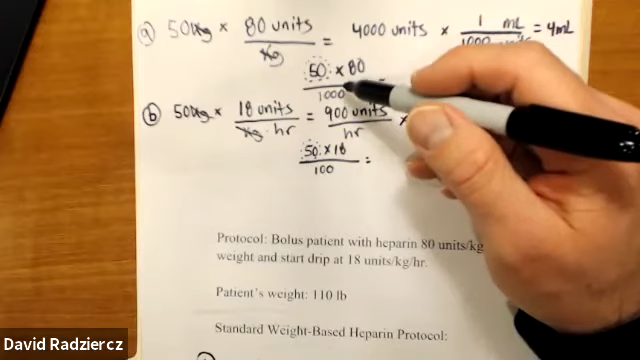 a) 50kg × 80 units / kg = 4000 units × 1 mL / 1000 units = 4mL
50 × 80 / 1000
b) 50kg × 18 units / kg · hr = 900 units / hr ×
50 × 18 / 100 =
Protocol: Bolus patient with heparin 80 units/kg
weight and start drip at 18 units/kg/hr.
Patient's weight: 110 lb
Standard Weight-Based Heparin Protocol:
David Radziercz